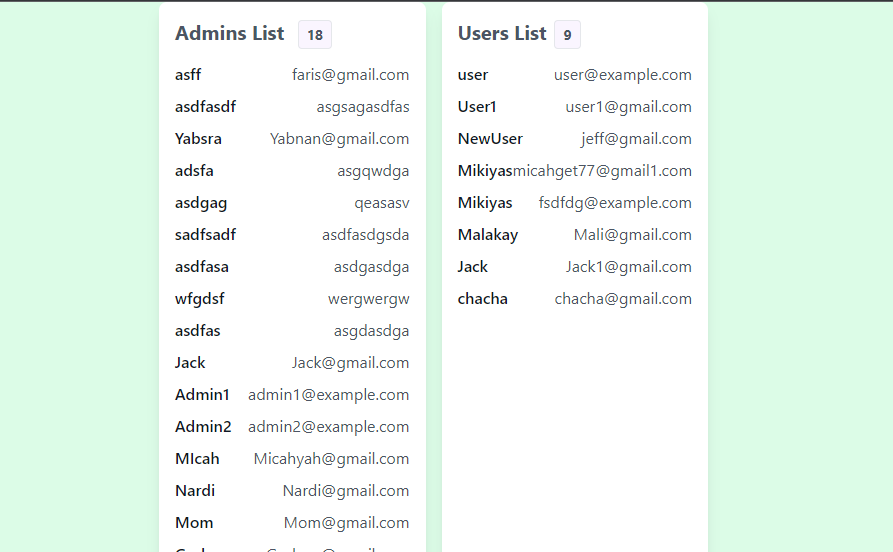 Admins List 18
asff faris@gmail.com
asdfasdf asgsagasdfas
Yabsra Yabnan@gmail.com
adsfa asgqwdga
asdgag qeasasv
sadfsadf asdfasdgsda
asdfasa asdgasdga
wfgdsf wergwergw
asdfas asgdasdga
Jack Jack@gmail.com
Admin1 admin1@example.com
Admin2 admin2@example.com
MIcah Micahyah@gmail.com
Nardi Nardi@gmail.com
Mom Mom@gmail.com
Users List 9
user user@example.com
User1 user1@gmail.com
NewUser jeff@gmail.com
Mikiyasmicahget77@gmail1.com
Mikiyas fsdfdg@example.com
Malakay Mali@gmail.com
Jack Jack1@gmail.com
chacha chacha@gmail.com